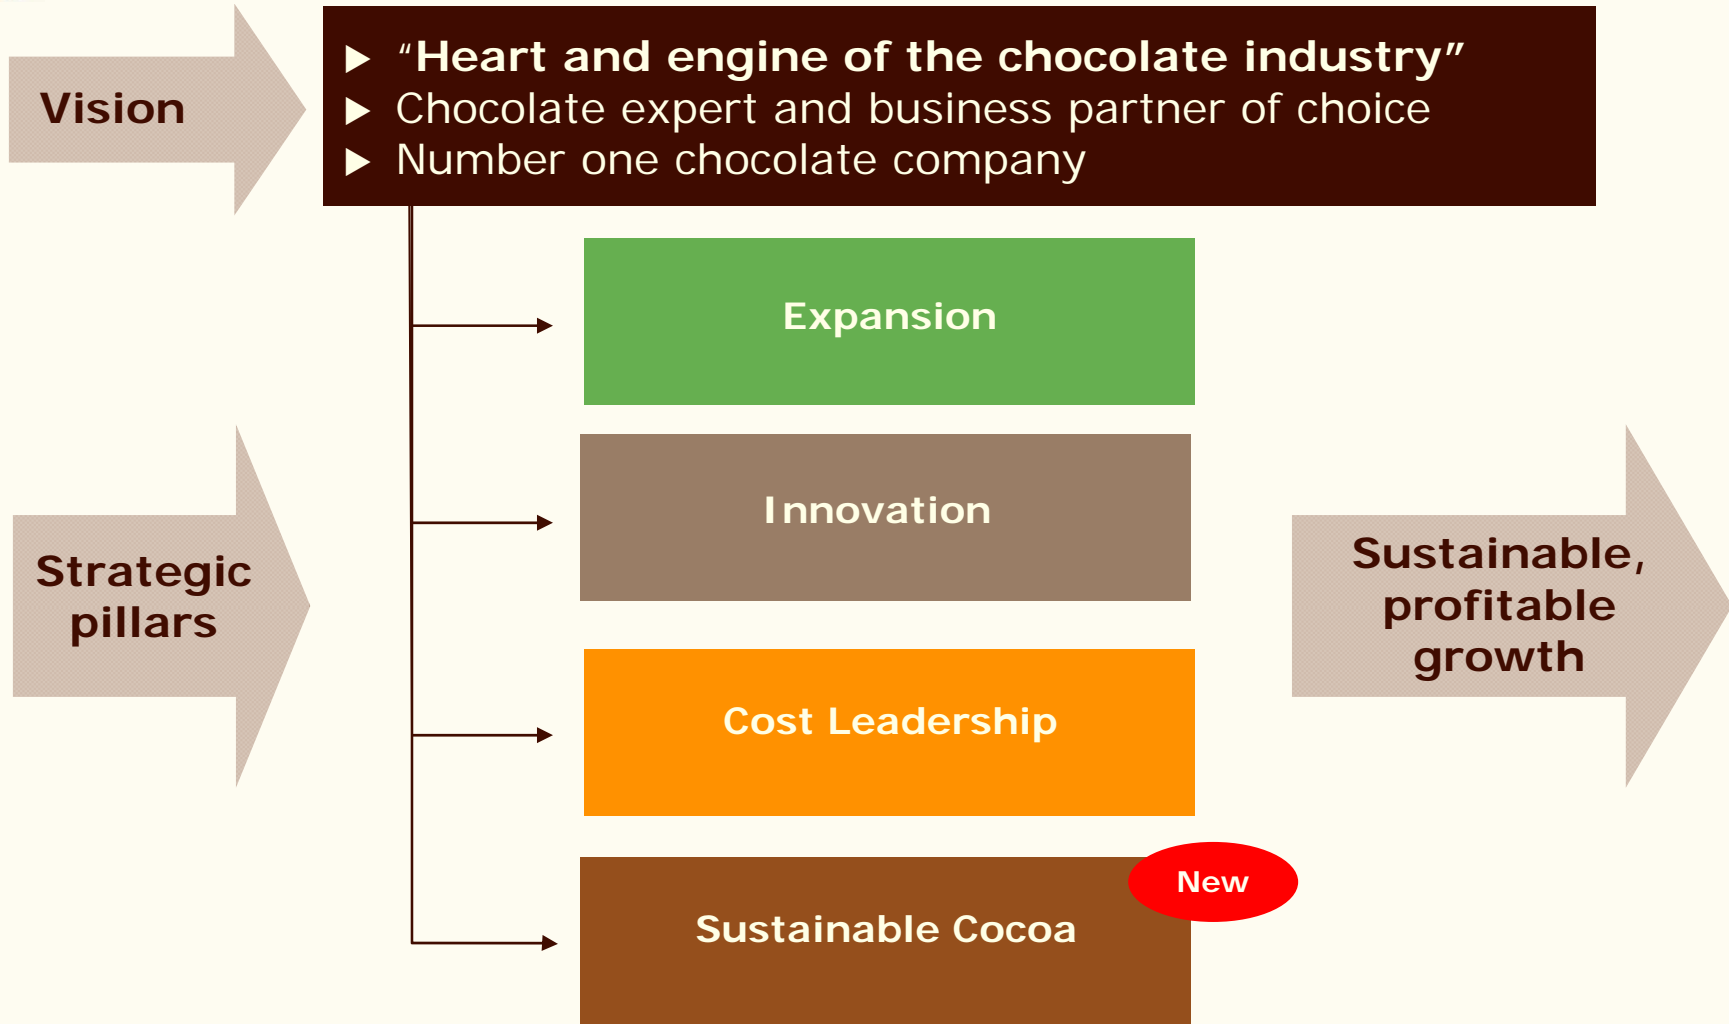 Vision
► “Heart and engine of the chocolate industry”
► Chocolate expert and business partner of choice
► Number one chocolate company
Expansion
Innovation
Strategic
pillars
Sustainable,
profitable
growth
Cost Leadership
New
Sustainable Cocoa